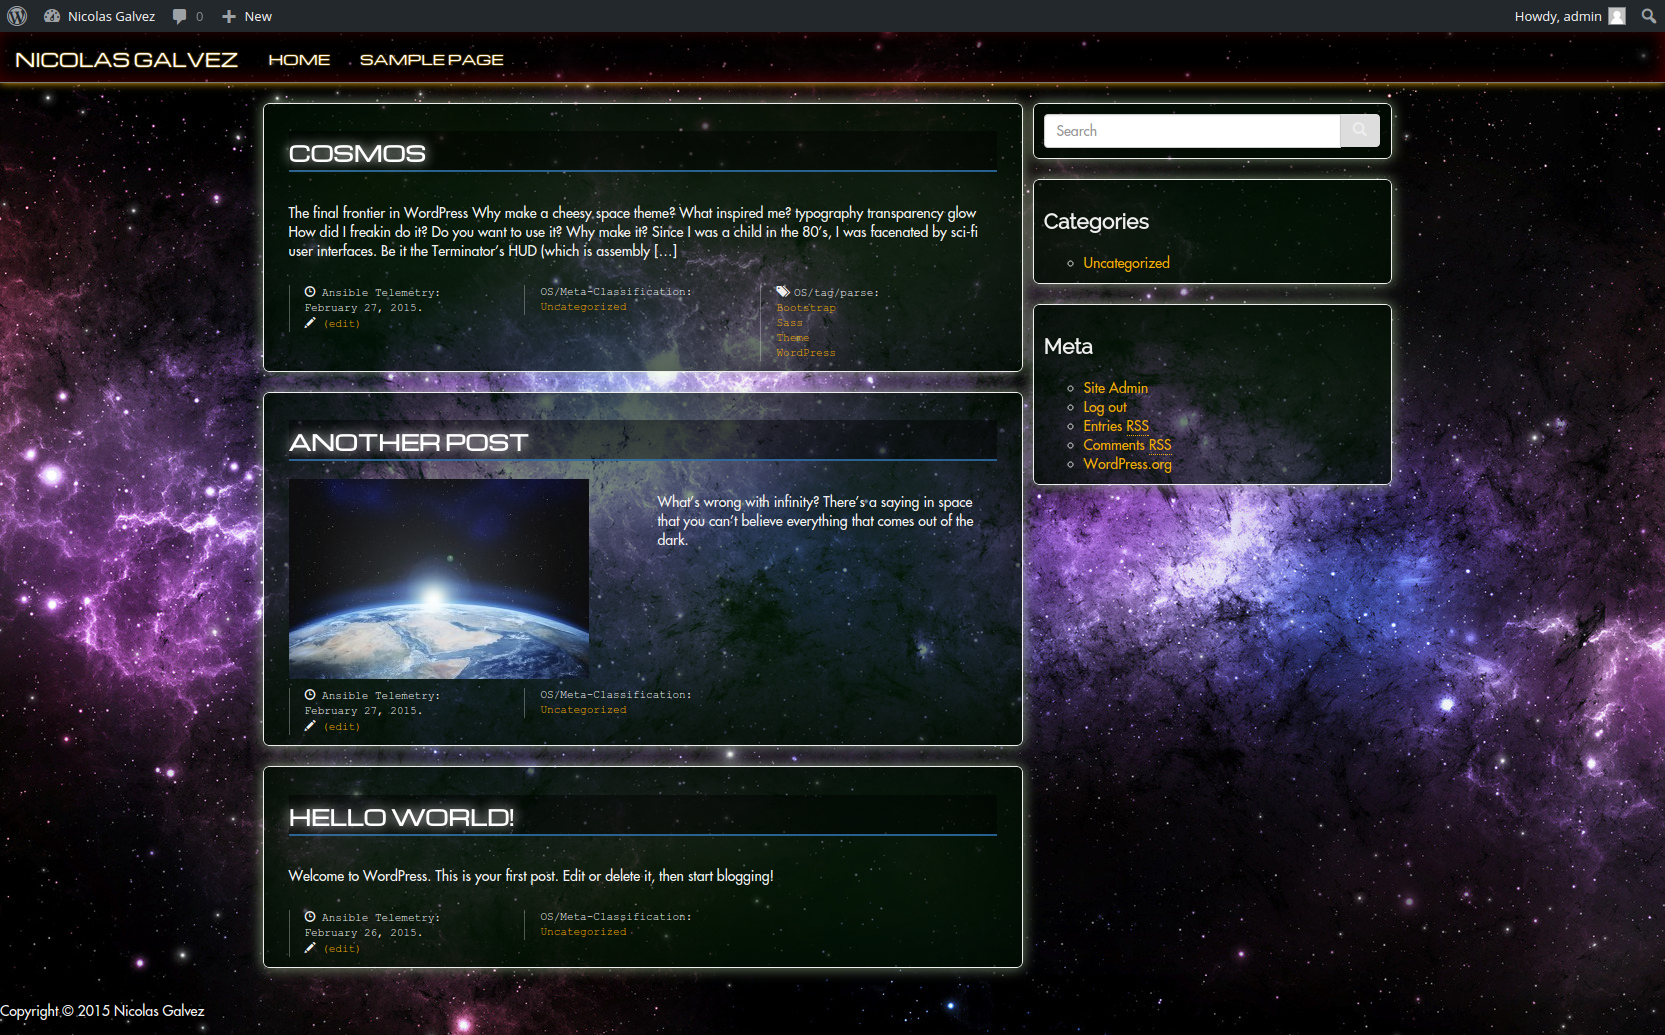 Nicolas Galvez 0 New Howdy, admin
NICOLAS GALVEZ HOME SAMPLE PAGE
COSMOS
The final frontier in WordPress Why make a cheesy space theme? What inspired me? typography transparency glow
How did I freakin do it? Do you want to use it? Why make it? Since I was a child in the 80's, I was facenated by sci-fi
user interfaces. Be it the Terminator's HUD (which is assembly [...]
Ansible Telemetry:
February 27, 2015.
(edit)
OS/Meta-Classification:
Uncategorized
OS/tag/parse:
Bootstrap
Sass
Theme
WordPress
ANOTHER POST
What's wrong with infinity? There's a saying in space
that you can't believe everything that comes out of the
dark.
Ansible Telemetry:
February 27, 2015.
(edit)
OS/Meta-Classification:
Uncategorized
HELLO WORLD!
Welcome to WordPress. This is your first post. Edit or delete it, then start blogging!
Ansible Telemetry:
February 26, 2015.
(edit)
OS/Meta-Classification:
Uncategorized
Search
Categories
Uncategorized
Meta
Site Admin
Log out
Entries RSS
Comments RSS
WordPress.org
Copyright © 2015 Nicolas Galvez